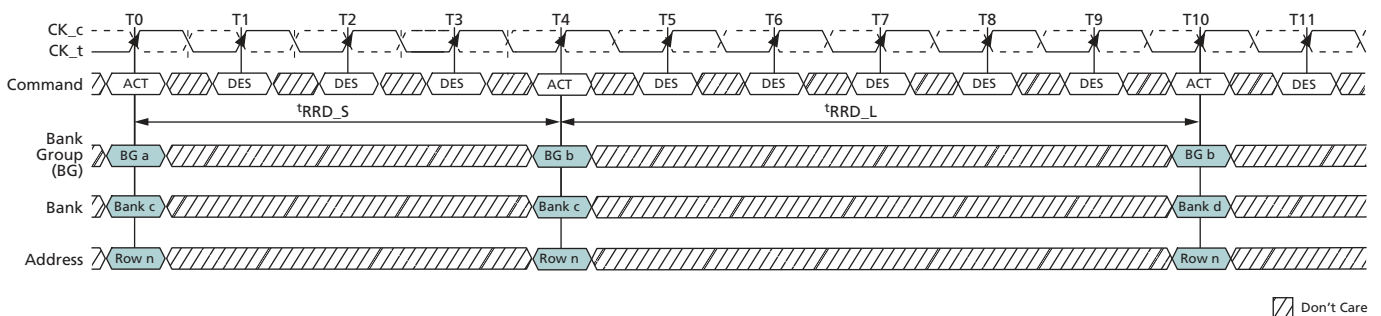 T0 T1 T2 T3 T4 T5 T6 T7 T8 T9 T10 T11
CK_c
CK_t
Command ACT DES DES DES ACT DES DES DES DES DES ACT DES
tRRD_S tRRD_L
Bank
Group
(BG)
BG a BG b BG b
Bank Bank c Bank c Bank d
Address Row n Row n Row n
Don't Care